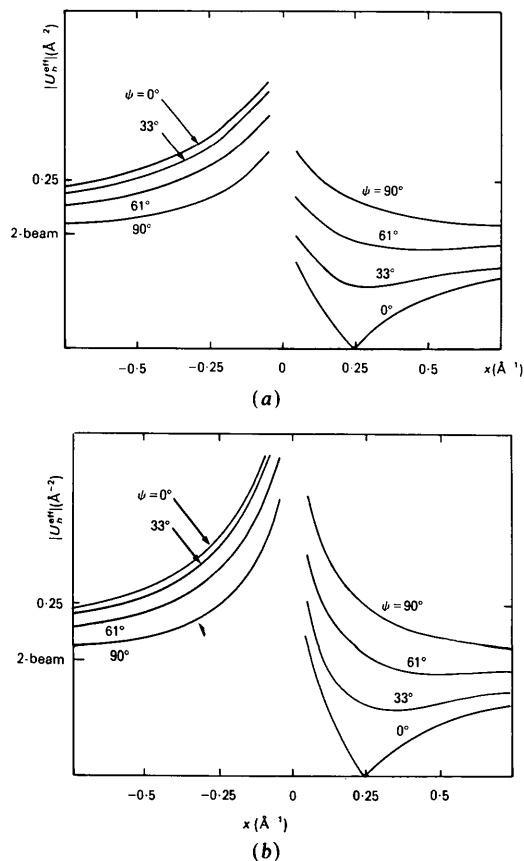 |U_h^eff|(Å⁻²)
ψ = 0°
33°
0·25
61°
90°
2-beam
ψ = 90°
61°
33°
0°
−0·5 −0·25 0 0·25 0·5 x(Å⁻¹)
(a)
|U_h^eff|(Å⁻²)
ψ = 0°
33°
0·25
61°
90°
2-beam
ψ = 90°
61°
33°
0°
−0·5 −0·25 0 0·25 0·5
x (Å⁻¹)
(b)